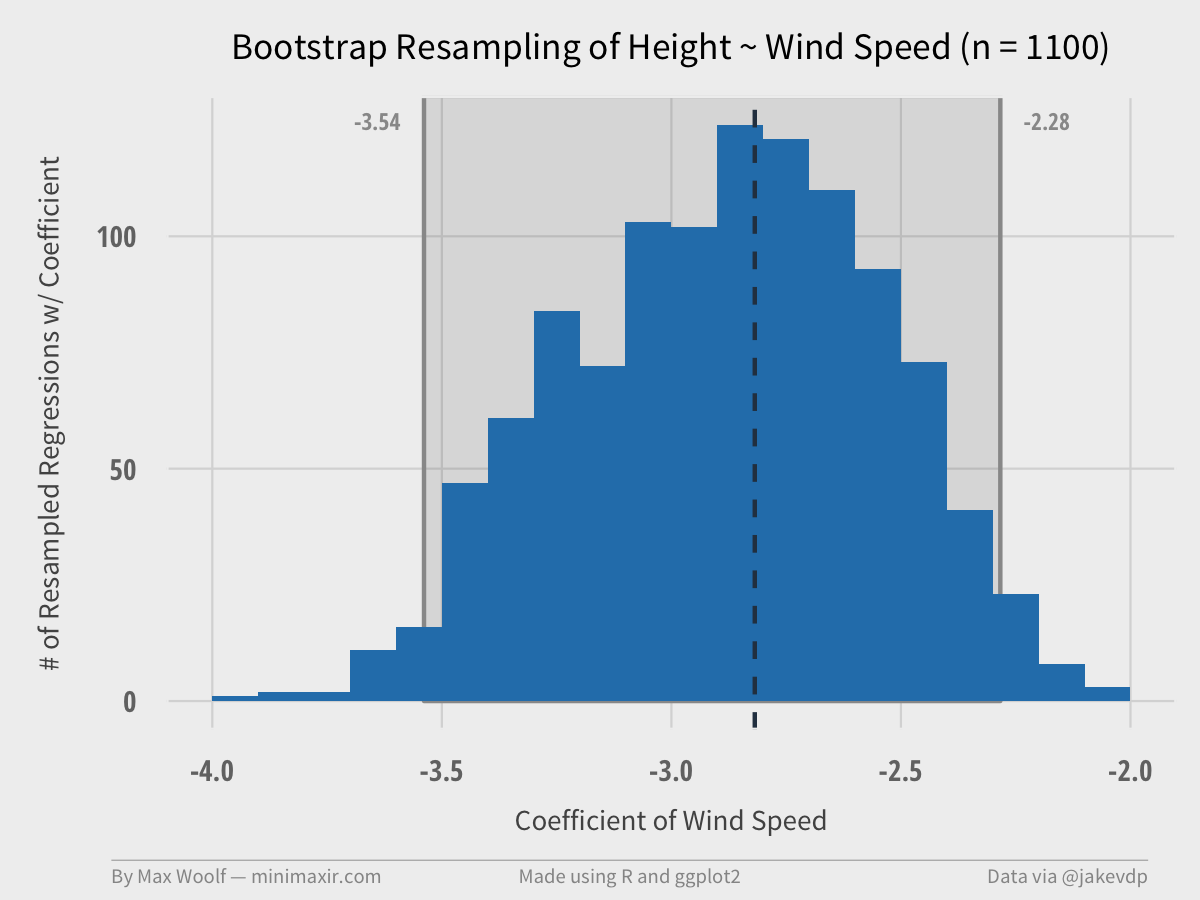 Bootstrap Resampling of Height ~ Wind Speed (n = 1100)
-3.54
-2.28
# of Resampled Regressions w/ Coefficient
100
50
0
-4.0
-3.5
-3.0
-2.5
-2.0
Coefficient of Wind Speed
By Max Woolf — minimaxir.com
Made using R and ggplot2
Data via @jakevdp